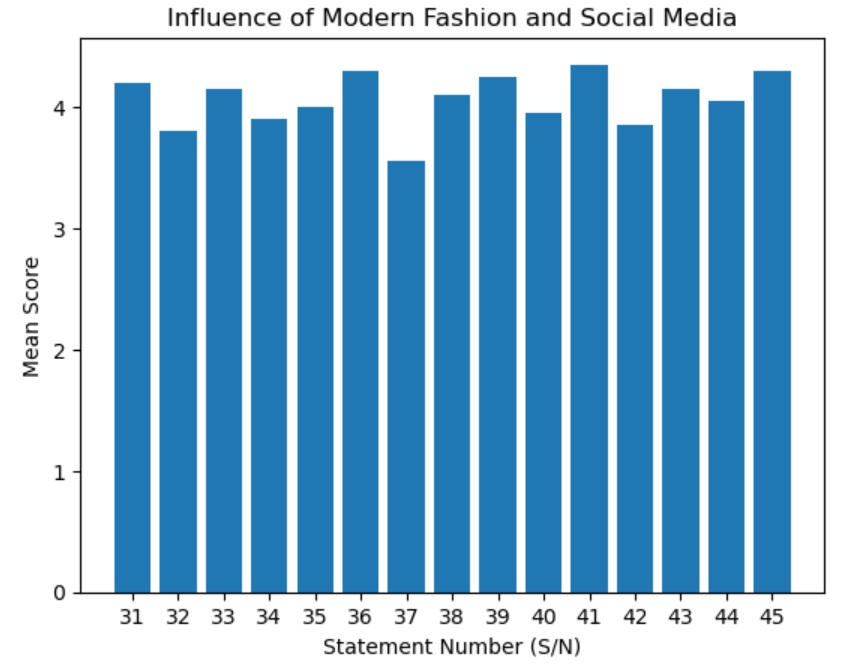 Influence of Modern Fashion and Social Media
4
3
2
1
0
Mean Score
31 32 33 34 35 36 37 38 39 40 41 42 43 44 45
Statement Number (S/N)